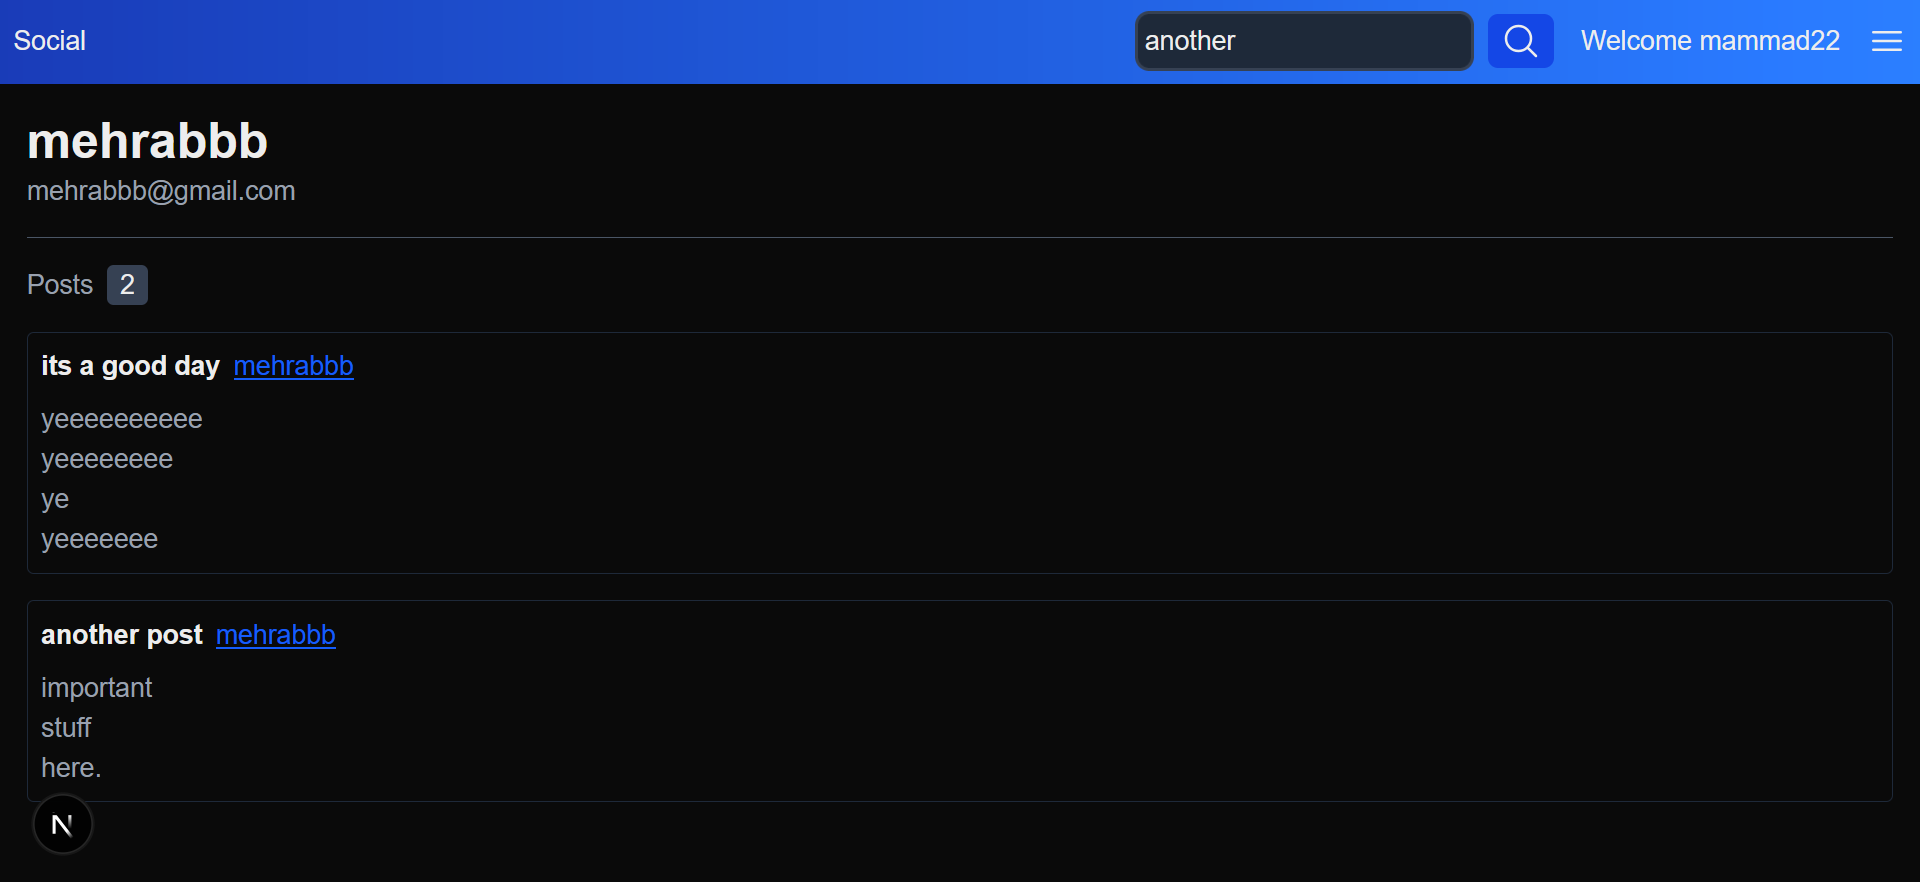 Social another Welcome mammad22
mehrabbb
mehrabbb@gmail.com
Posts 2
its a good day mehrabbb
yeeeeeeeeee
yeeeeeeee
ye
yeeeeeee
another post mehrabbb
important
stuff
here.
N